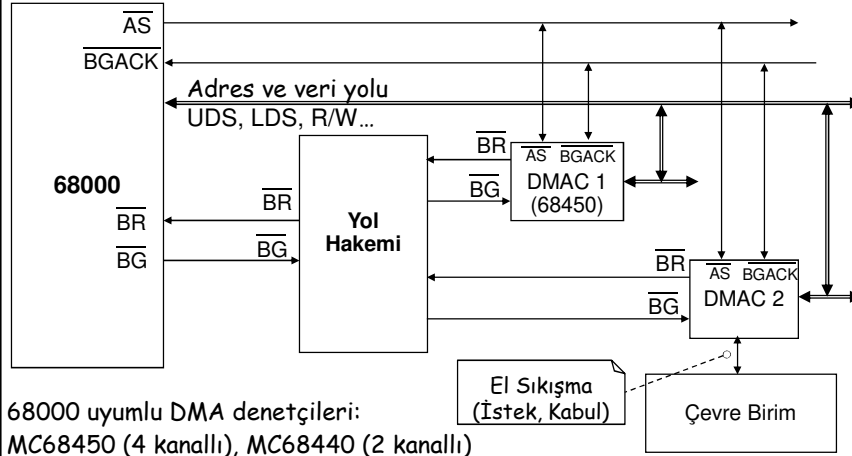 AS
BGACK
Adres ve veri yolu
UDS, LDS, R/W...
68000
BR
BG
BR
BG
Yol
Hakemi
BR
BG
AS BGACK
DMAC 1
(68450)
BR
BG
AS BGACK
DMAC 2
El Sıkışma
(İstek, Kabul)
Çevre Birim
68000 uyumlu DMA denetçileri:
MC68450 (4 kanallı), MC68440 (2 kanallı)